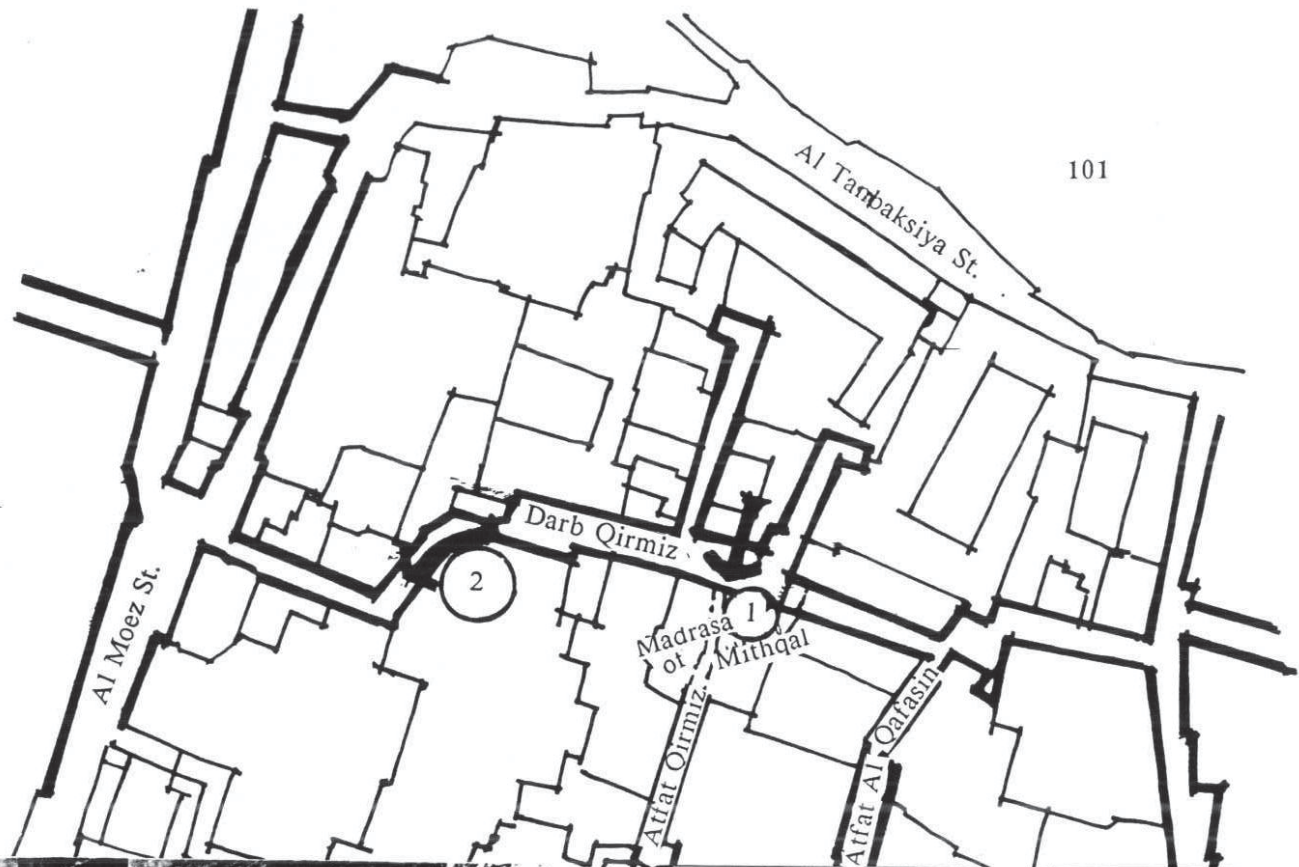 101
Al Tambaksiya St.
Darb Qirmiz
2
1
Madrasa
of Mithqal
Al Moez St.
Atfat Qirmiz
Atfat Al Qafasin